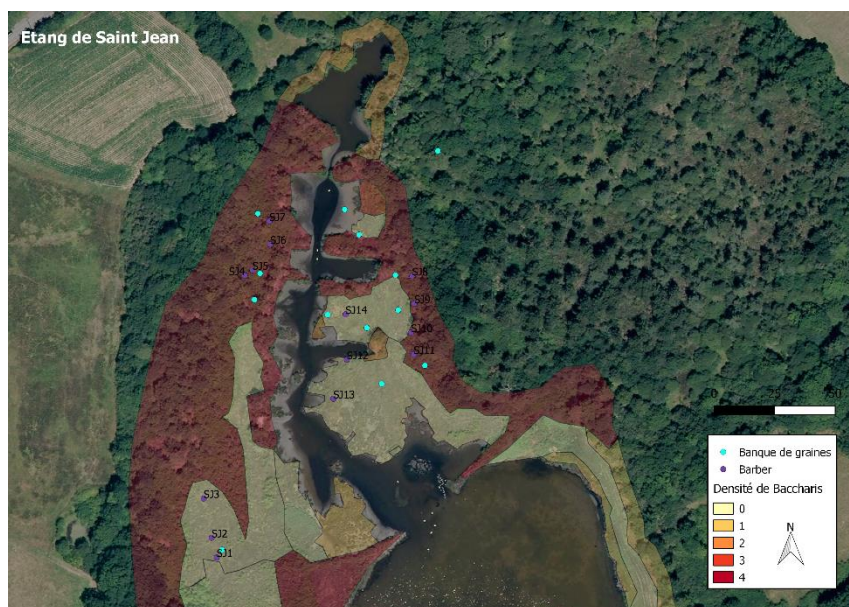 Etang de Saint Jean
SJ7
SJ6
SJ5
SJ4
SJ8
SJ9
SJ14
SJ10
SJ11
SJ12
SJ13
SJ3
SJ2
SJ1
0 25 50
Banque de graines
Barber
Densité de Baccharis
0
1
2
3
4
N